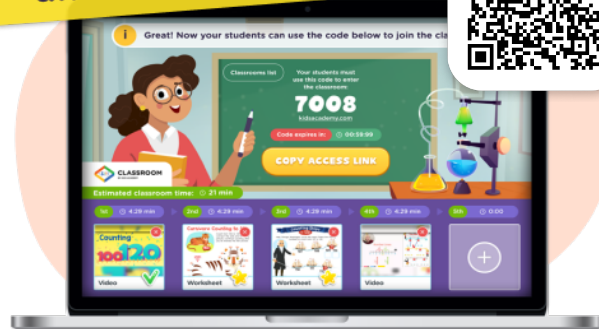 Great! Now your students can use the code below to join the cla
Classrooms list
Your students must
use this code to enter
the classroom:
7008
kidsacademy.com
Code expires in:
00:59:99
COPY ACCESS LINK
CLASSROOM
Estimated classroom time: 21 min
1st 4.29 min
2nd 4.29 min
3rd 4.29 min
4th 4.29 min
5th 0:00
Counting
100 120
Video
Worksheet
Worksheet
Video